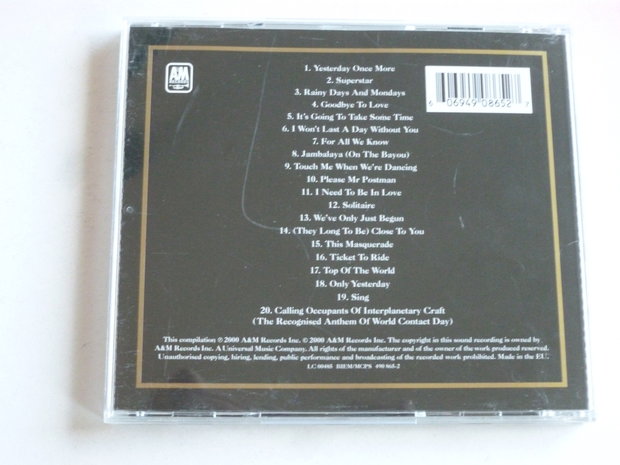 A&M
1. Yesterday Once More
2. Superstar
3. Rainy Days And Mondays
4. Goodbye To Love
5. It's Going To Take Some Time
6. I Won't Last A Day Without You
7. For All We Know
8. Jambalaya (On The Bayou)
9. Touch Me When We're Dancing
10. Please Mr Postman
11. I Need To Be In Love
12. Solitaire
13. We've Only Just Begun
14. (They Long To Be) Close To You
15. This Masquerade
16. Ticket To Ride
17. Top Of The World
18. Only Yesterday
19. Sing
20. Calling Occupants Of Interplanetary Craft
(The Recognised Anthem Of World Contact Day)
6 06949 08652 7
This compilation ℗ 2000 A&M Records Inc. © 2000 A&M Records Inc. The copyright in this sound recording is owned by
A&M Records Inc. A Universal Music Company. All rights of the manufacturer and of the owner of the work produced reserved.
Unauthorised copying, hiring, lending, public performance and broadcasting of the recorded work prohibited. Made in the EU.
LC 00485 BIEM/MCPS 490 865-2